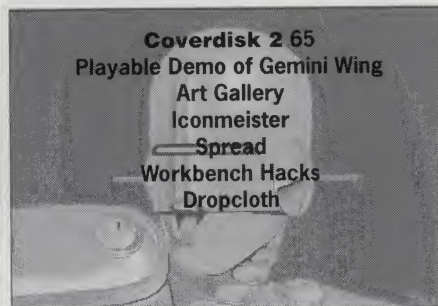 Coverdisk 2 65
Playable Demo of Gemini Wing
Art Gallery
Iconmeister
Spread
Workbench Hacks
Dropcloth